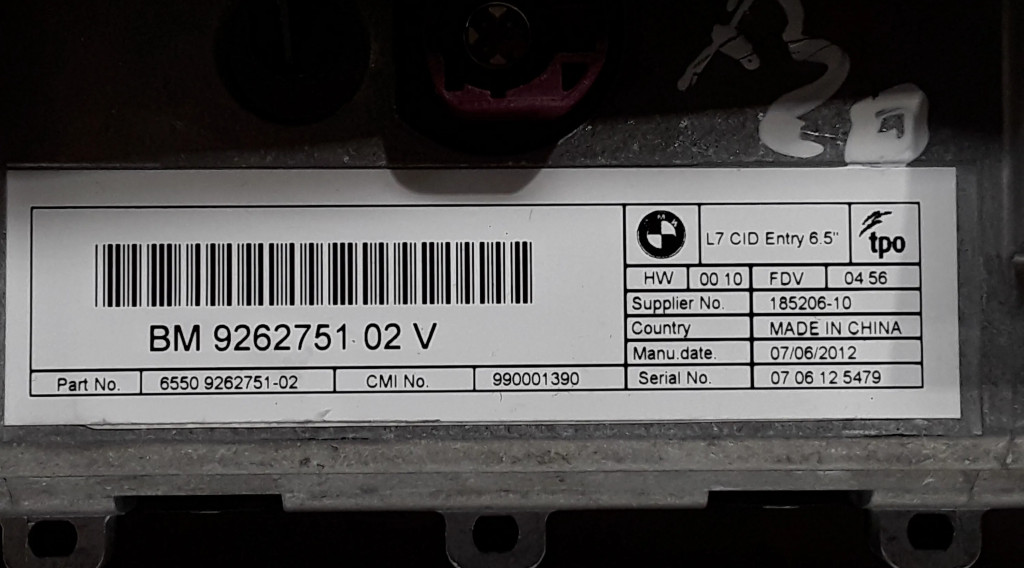 BM 9262751 02 V
Part No.
6550 9262751-02
CMI No.
990001390
L7 CID Entry 6.5"
tpo
HW
00 10
FDV
04 56
Supplier No.
185206-10
Country
MADE IN CHINA
Manu.date.
07/06/2012
Serial No.
07 06 12 5479